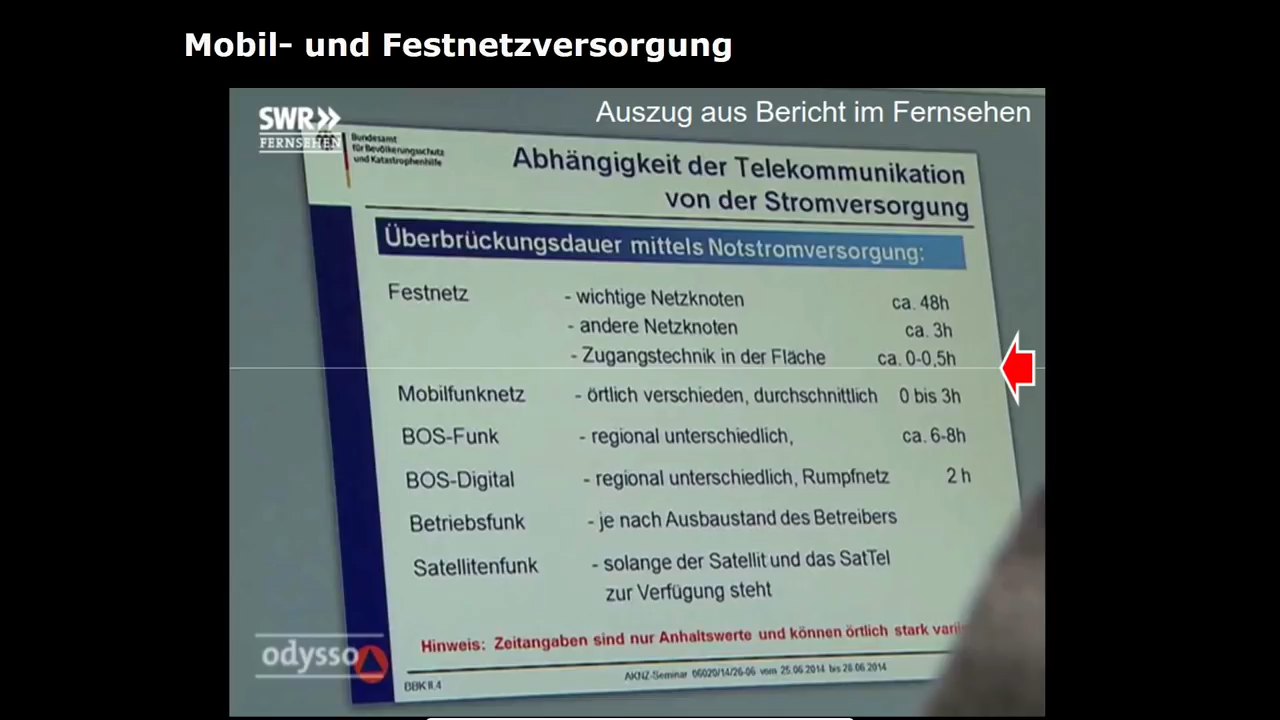 Mobil- und Festnetzversorgung
Auszug aus Bericht im Fernsehen
SWR
FERNSEHEN
Bundesamt
für Bevölkerungsschutz
und Katastrophenhilfe
Abhängigkeit der Telekommunikation
von der Stromversorgung
Überbrückungsdauer mittels Notstromversorgung:
Festnetz - wichtige Netzknoten ca. 48h
- andere Netzknoten ca. 3h
- Zugangstechnik in der Fläche ca. 0-0,5h
Mobilfunknetz - örtlich verschieden, durchschnittlich 0 bis 3h
BOS-Funk - regional unterschiedlich, ca. 6-8h
BOS-Digital - regional unterschiedlich, Rumpfnetz 2 h
Betriebsfunk - je nach Ausbaustand des Betreibers
Satellitenfunk - solange der Satellit und das SatTel
zur Verfügung steht
Hinweis: Zeitangaben sind nur Anhaltswerte und können örtlich stark
odysso
BBK II.4 AKNZ-Seminar 06020/14/26-06 vom 25.06.2014 bis 26.06.2014